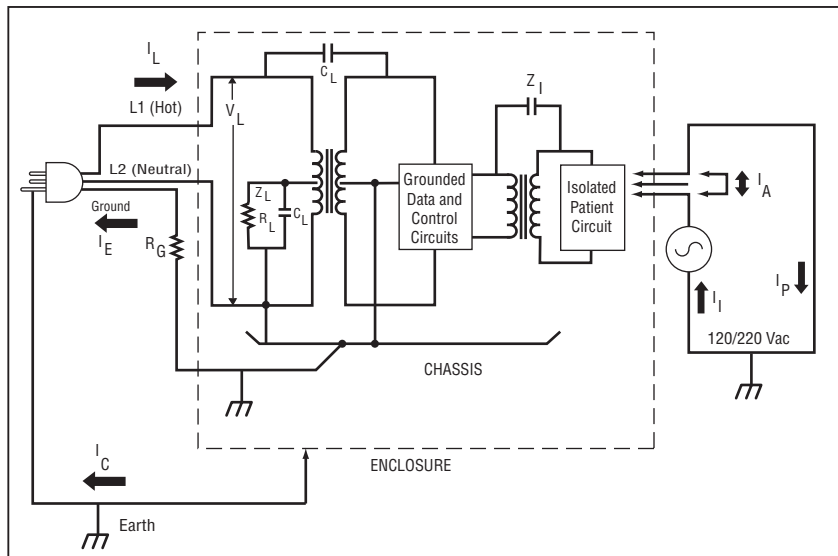 I_L
L1 (Hot)
V_L
C_L
L2 (Neutral)
Z_L
R_L
C_L
Ground
I_E
R_G
Grounded
Data and
Control
Circuits
Z_I
Isolated
Patient
Circuit
I_A
I_I
I_P
120/220 Vac
CHASSIS
ENCLOSURE
I_C
Earth